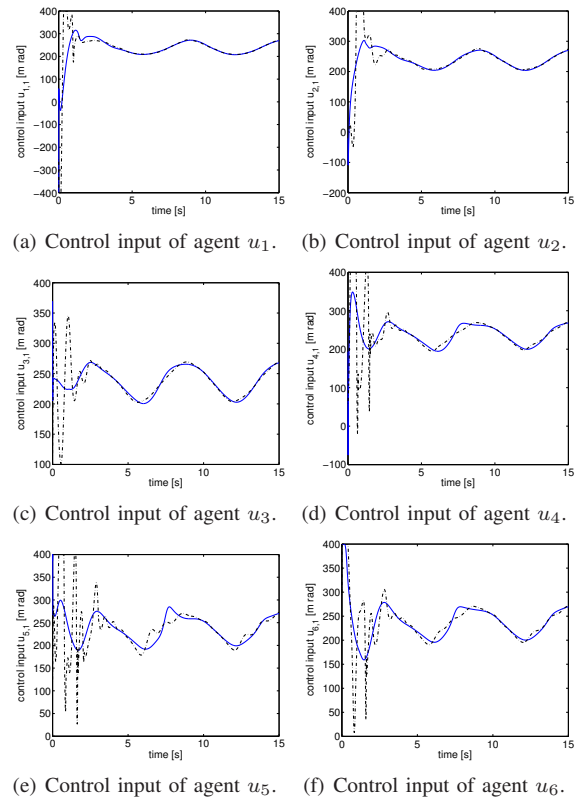 400
300
200
100
0
−100
−200
−300
−400
0 5 10 15
time [s]
control input u1,1 [m rad]
(a) Control input of agent u1.
400
300
200
100
0
−100
−200
0 5 10 15
time [s]
control input u2,1 [m rad]
(b) Control input of agent u2.
400
350
300
250
200
150
100
0 5 10 15
time [s]
control input u3,1 [m rad]
(c) Control input of agent u3.
400
300
200
100
0
−100
0 5 10 15
time [s]
control input u4,1 [m rad]
(d) Control input of agent u4.
400
350
300
250
200
150
100
50
0
0 5 10 15
time [s]
control input u5,1 [m rad]
(e) Control input of agent u5.
400
350
300
250
200
150
100
50
0
0 5 10 15
time [s]
control input u6,1 [m rad]
(f) Control input of agent u6.